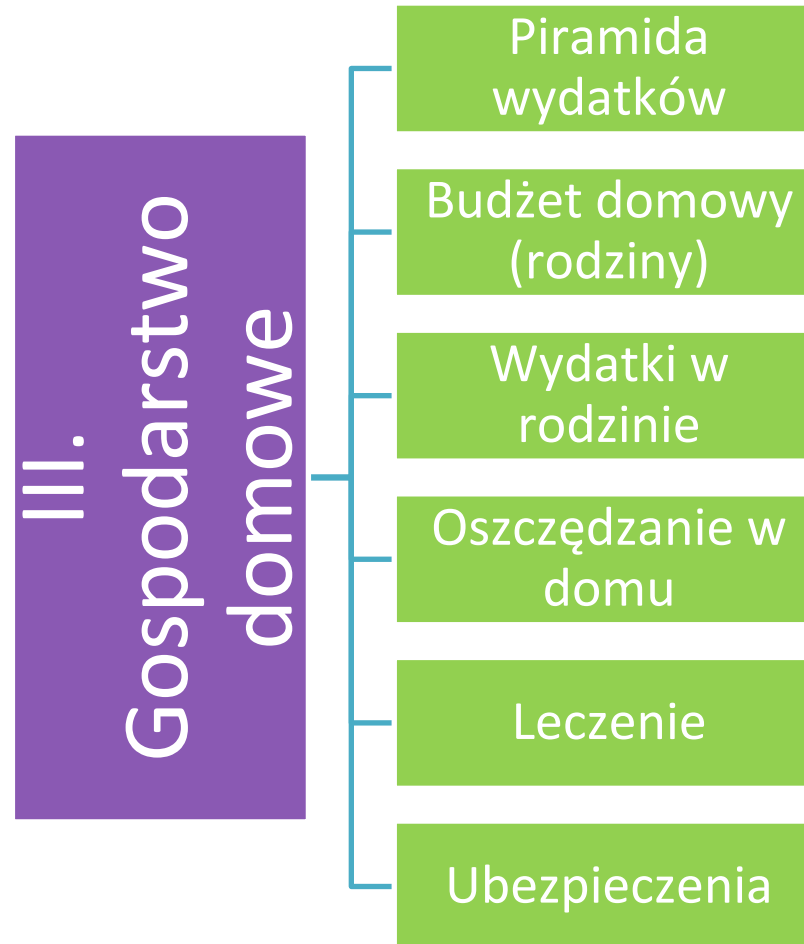 III.
Gospodarstwo
domowe
Piramida
wydatków
Budżet domowy
(rodziny)
Wydatki w
rodzinie
Oszczędzanie w
domu
Leczenie
Ubezpieczenia